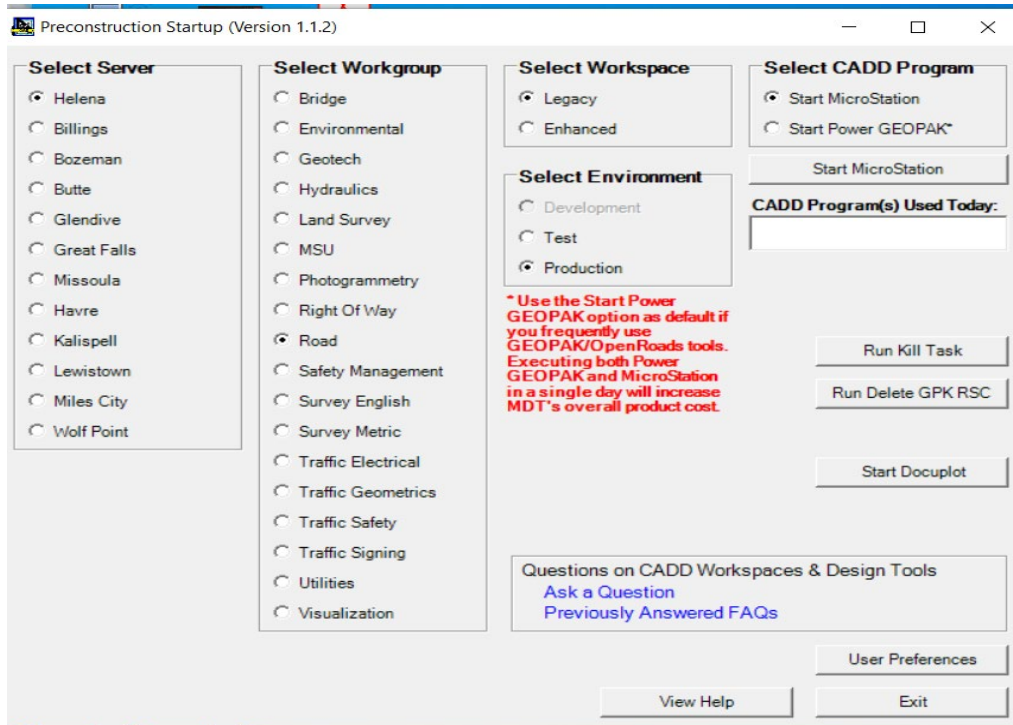 Preconstruction Startup (Version 1.1.2)
Select Server
Helena
Billings
Bozeman
Butte
Glendive
Great Falls
Missoula
Havre
Kalispell
Lewistown
Miles City
Wolf Point
Select Workgroup
Bridge
Environmental
Geotech
Hydraulics
Land Survey
MSU
Photogrammetry
Right Of Way
Road
Safety Management
Survey English
Survey Metric
Traffic Electrical
Traffic Geometrics
Traffic Safety
Traffic Signing
Utilities
Visualization
Select Workspace
Legacy
Enhanced
Select Environment
Development
Test
Production
* Use the Start Power
GEOPAK option as default if
you frequently use
GEOPAK/OpenRoads tools.
Executing both Power
GEOPAK and MicroStation
in a single day will increase
MDT's overall product cost.
Select CADD Program
Start MicroStation
Start Power GEOPAK*
Start MicroStation
CADD Program(s) Used Today:
Run Kill Task
Run Delete GPK RSC
Start Docuplot
Questions on CADD Workspaces & Design Tools
Ask a Question
Previously Answered FAQs
User Preferences
View Help
Exit